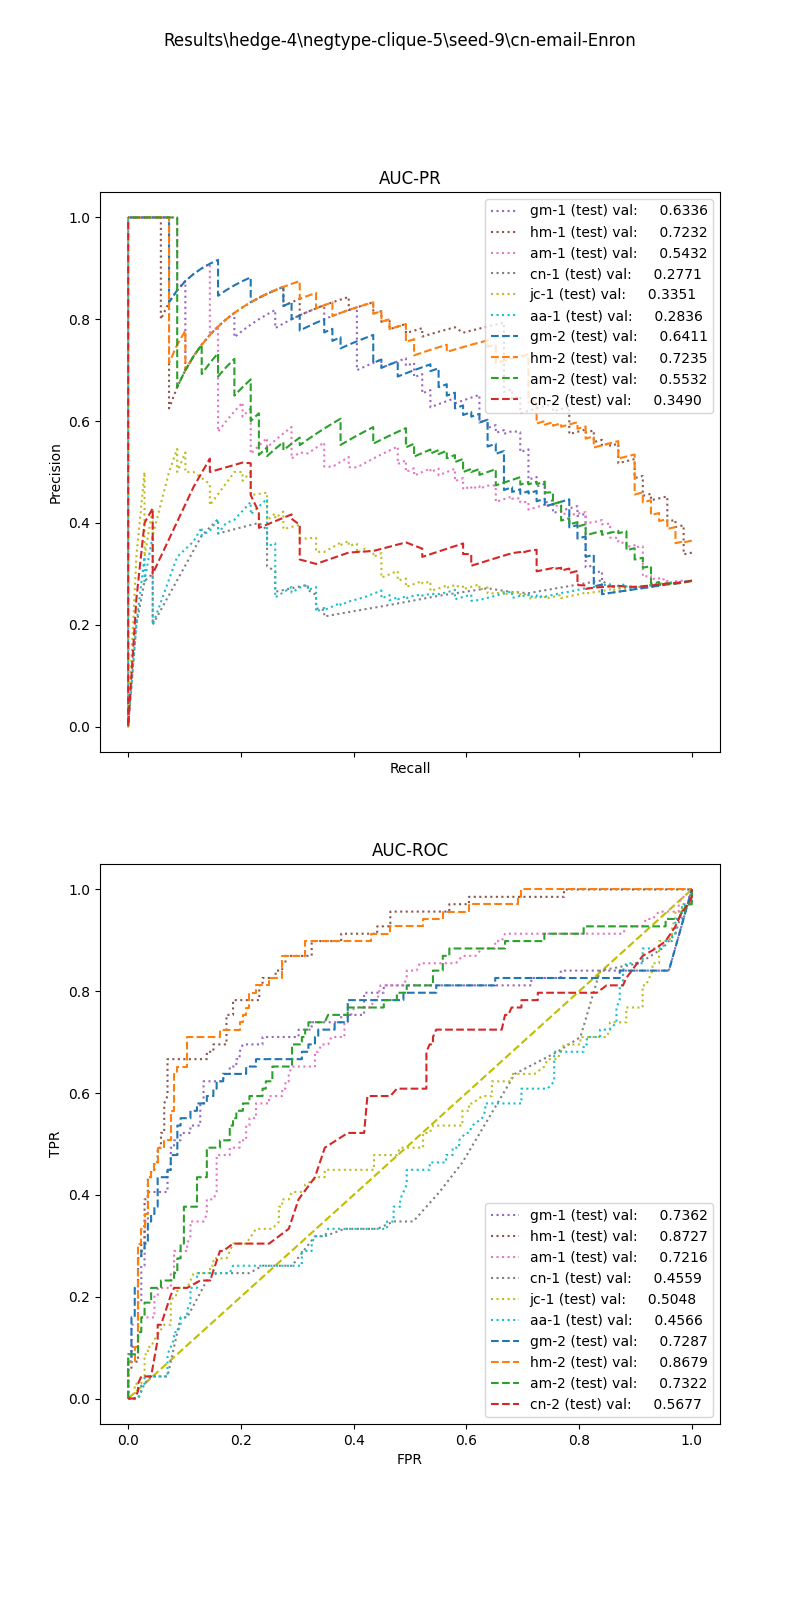 Results\hedge-4\negtype-clique-5\seed-9\cn-email-Enron
AUC-PR
1.0
0.8
0.6
0.4
0.2
0.0
Precision
Recall
gm-1 (test) val: 0.6336
hm-1 (test) val: 0.7232
am-1 (test) val: 0.5432
cn-1 (test) val: 0.2771
jc-1 (test) val: 0.3351
aa-1 (test) val: 0.2836
gm-2 (test) val: 0.6411
hm-2 (test) val: 0.7235
am-2 (test) val: 0.5532
cn-2 (test) val: 0.3490
AUC-ROC
1.0
0.8
0.6
0.4
0.2
0.0
TPR
gm-1 (test) val: 0.7362
hm-1 (test) val: 0.8727
am-1 (test) val: 0.7216
cn-1 (test) val: 0.4559
jc-1 (test) val: 0.5048
aa-1 (test) val: 0.4566
gm-2 (test) val: 0.7287
hm-2 (test) val: 0.8679
am-2 (test) val: 0.7322
cn-2 (test) val: 0.5677
0.0 0.2 0.4 0.6 0.8 1.0
FPR